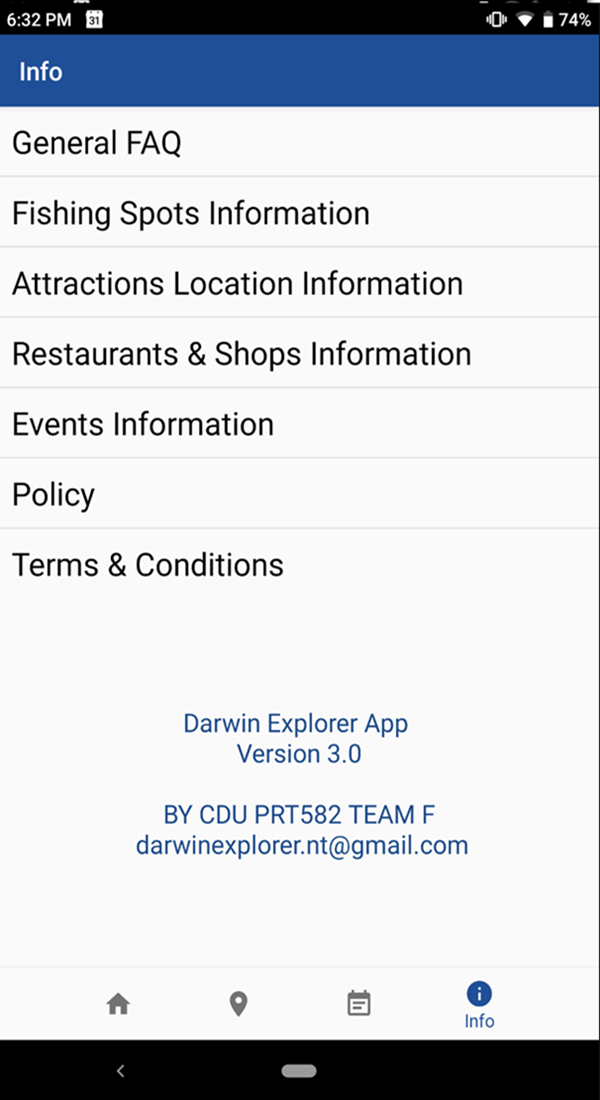 6:32 PM 31 74%
Info
General FAQ
Fishing Spots Information
Attractions Location Information
Restaurants & Shops Information
Events Information
Policy
Terms & Conditions
Darwin Explorer App
Version 3.0
BY CDU PRT582 TEAM F
darwinexplorer.nt@gmail.com
Info